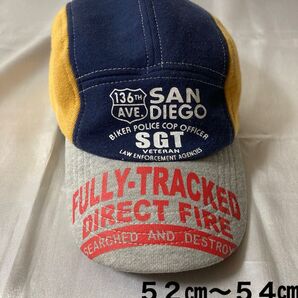 136TH
AVE.
SAN
DIEGO
BIKER POLICE COP OFFICER
SGT
VETERAN
LAW ENFORCEMENT AGENCIES
FULLY-TRACKED
DIRECT FIRE
SEARCHED AND DESTROY
52cm〜54cm